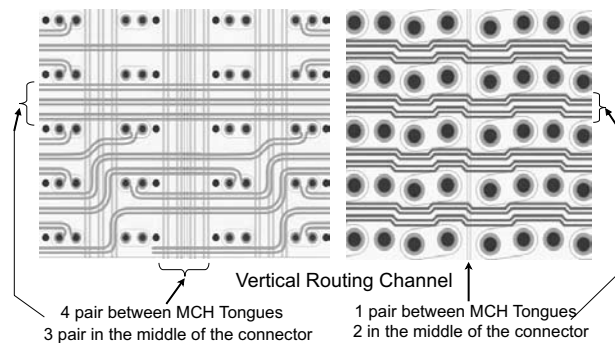 Vertical Routing Channel
4 pair between MCH Tongues
3 pair in the middle of the connector
1 pair between MCH Tongues
2 in the middle of the connector